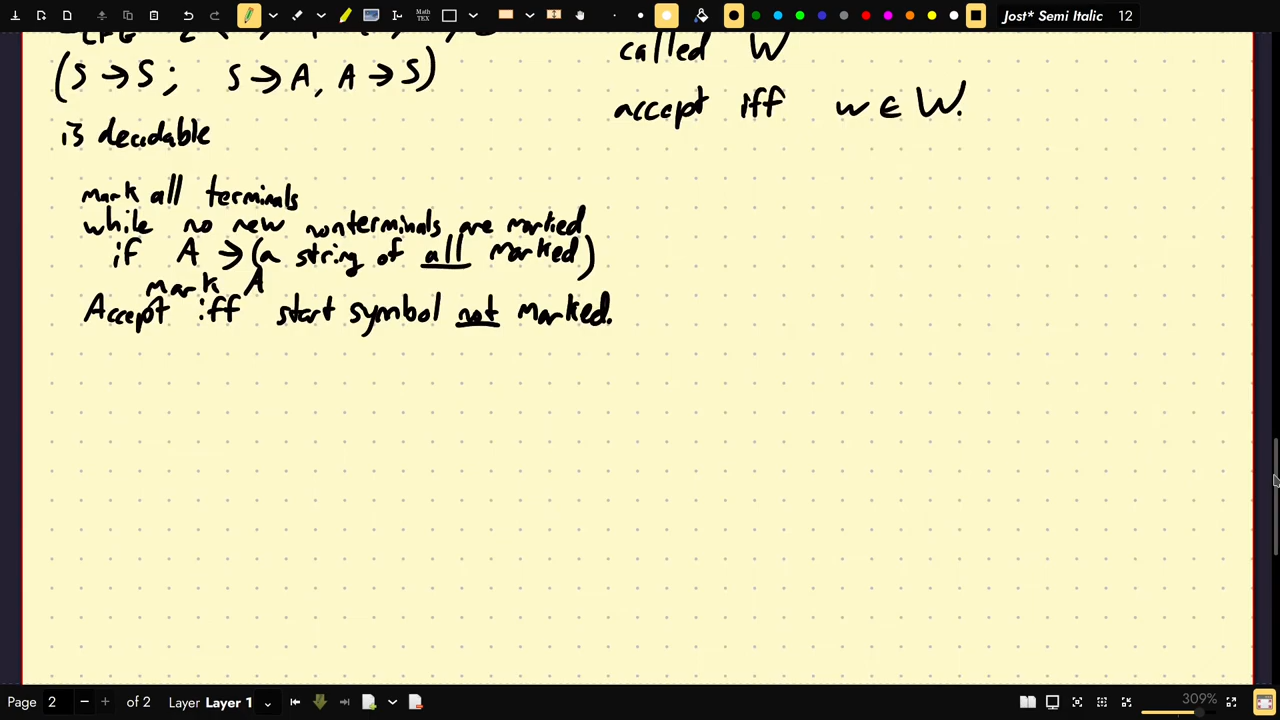 Math
TEX
Jost* Semi Italic 12
(S → S; S → A, A → S)
is decidable
mark all terminals
while no new nonterminals are marked
if A → (a string of all marked)
mark A
Accept iff start symbol not marked.
called W
accept iff w ∈ W.
Page 2 of 2 Layer Layer 1 309%